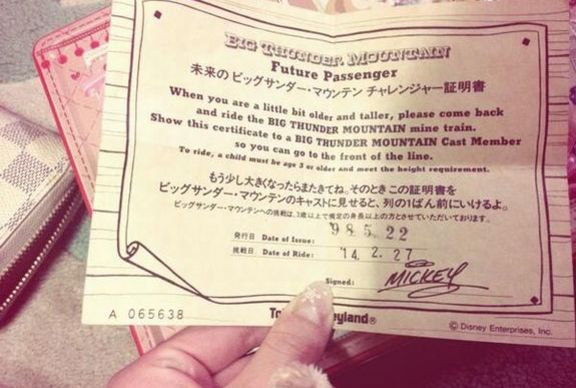 BIG THUNDER MOUNTAIN
Future Passenger
未来の ビッグサンダー・マウンテン チャレンジャー証明書
When you are a little bit older and taller, please come back
and ride the BIG THUNDER MOUNTAIN mine train.
Show this certificate to a BIG THUNDER MOUNTAIN Cast Member
so you can go to the front of the line.
To ride, a child must be age 3 or older and meet the height requirement.
もう少し大きくなったらまたきてね。そのとき この証明書を
ビッグサンダー・マウンテンのキャストに見せると、列の1ばん前にいけるよ。
ビッグサンダー・マウンテンへの挑戦は、3歳以上で規定の身長以上の方とさせていただいております。
発行日 Date of Issue: 98 5. 22
挑戦日 Date of Ride: '14. 2. 27
Signed: MICKEY
A 065638
To yland®
© Disney Enterprises, Inc.